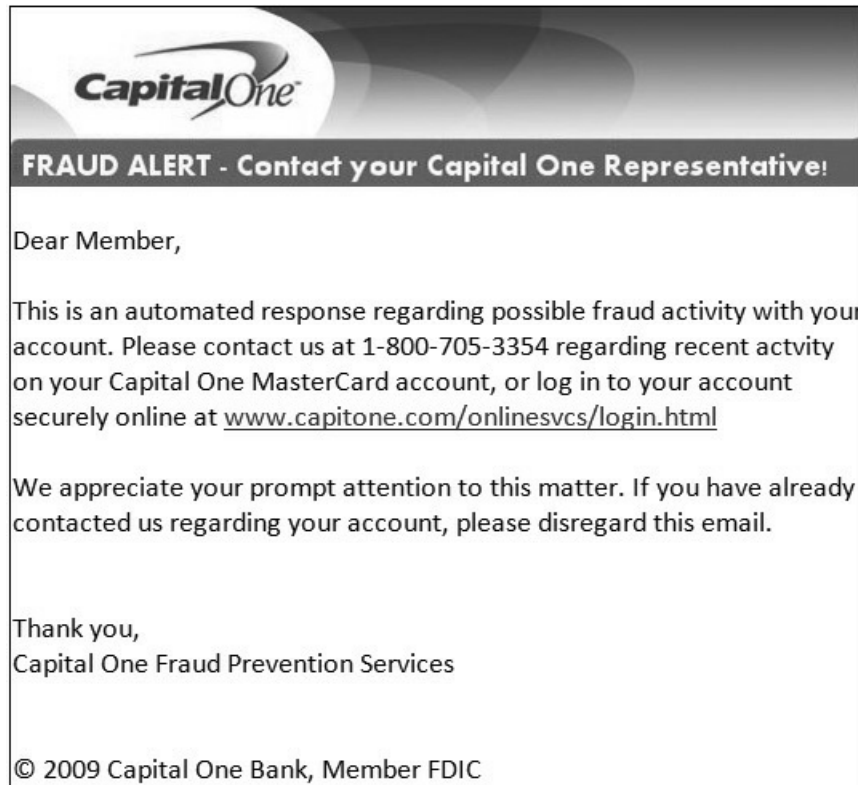 CapitalOne
FRAUD ALERT - Contact your Capital One Representative!
Dear Member,
This is an automated response regarding possible fraud activity with your
account. Please contact us at 1-800-705-3354 regarding recent actvity
on your Capital One MasterCard account, or log in to your account
securely online at www.capitone.com/onlinesvcs/login.html
We appreciate your prompt attention to this matter. If you have already
contacted us regarding your account, please disregard this email.
Thank you,
Capital One Fraud Prevention Services
© 2009 Capital One Bank, Member FDIC